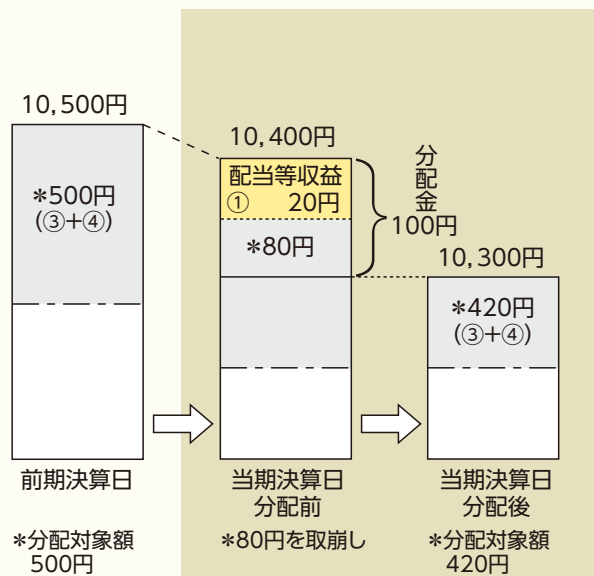 10,500円
*500円
(③+④)
前期決算日
*分配対象額
500円
10,400円
配当等収益
① 20円
*80円
分配金
100円
当期決算日
分配前
*80円を取崩し
10,300円
*420円
(③+④)
当期決算日
分配後
*分配対象額
420円